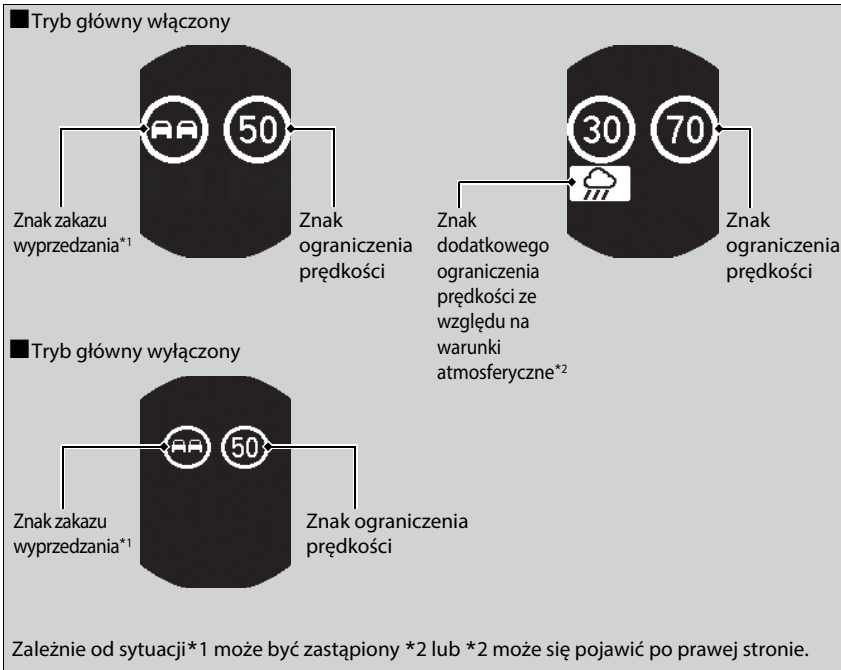 ■Tryb główny włączony
50
30
70
Znak zakazu
wyprzedzania*1
Znak
ograniczenia
prędkości
Znak
dodatkowego
ograniczenia
prędkości ze
względu na
warunki
atmosferyczne*2
Znak
ograniczenia
prędkości
■Tryb główny wyłączony
50
Znak zakazu
wyprzedzania*1
Znak ograniczenia
prędkości
Zależnie od sytuacji*1 może być zastąpiony *2 lub *2 może się pojawić po prawej stronie.